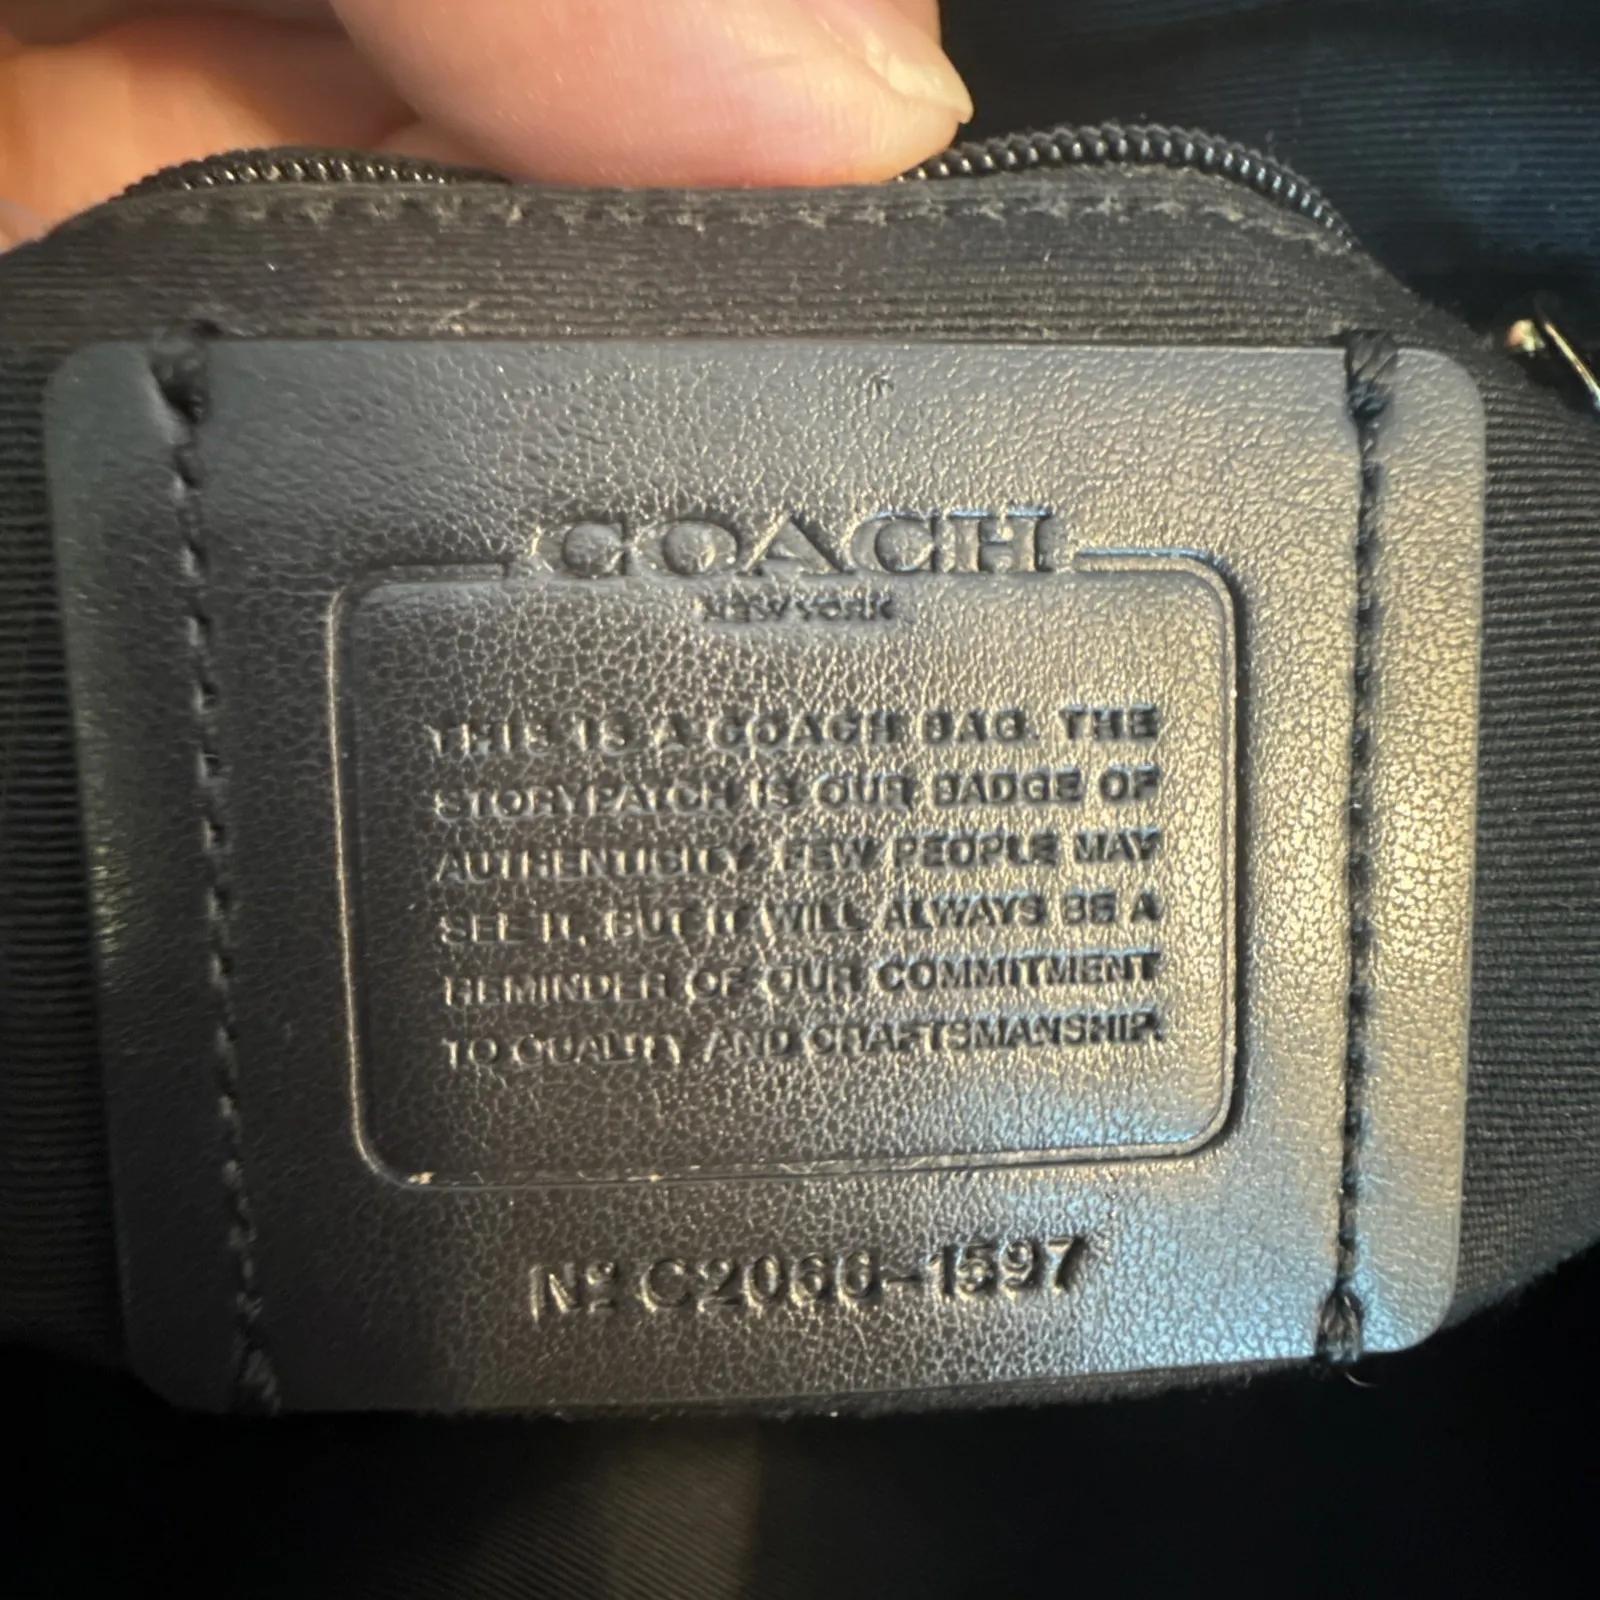 COACH
NEW YORK
THIS IS A COACH BAG. THE
STORYPATCH IS OUR BADGE OF
AUTHENTICITY. FEW PEOPLE MAY
SEE IT, BUT IT WILL ALWAYS BE A
REMINDER OF OUR COMMITMENT
TO QUALITY AND CRAFTSMANSHIP.
Nº C2066-1597